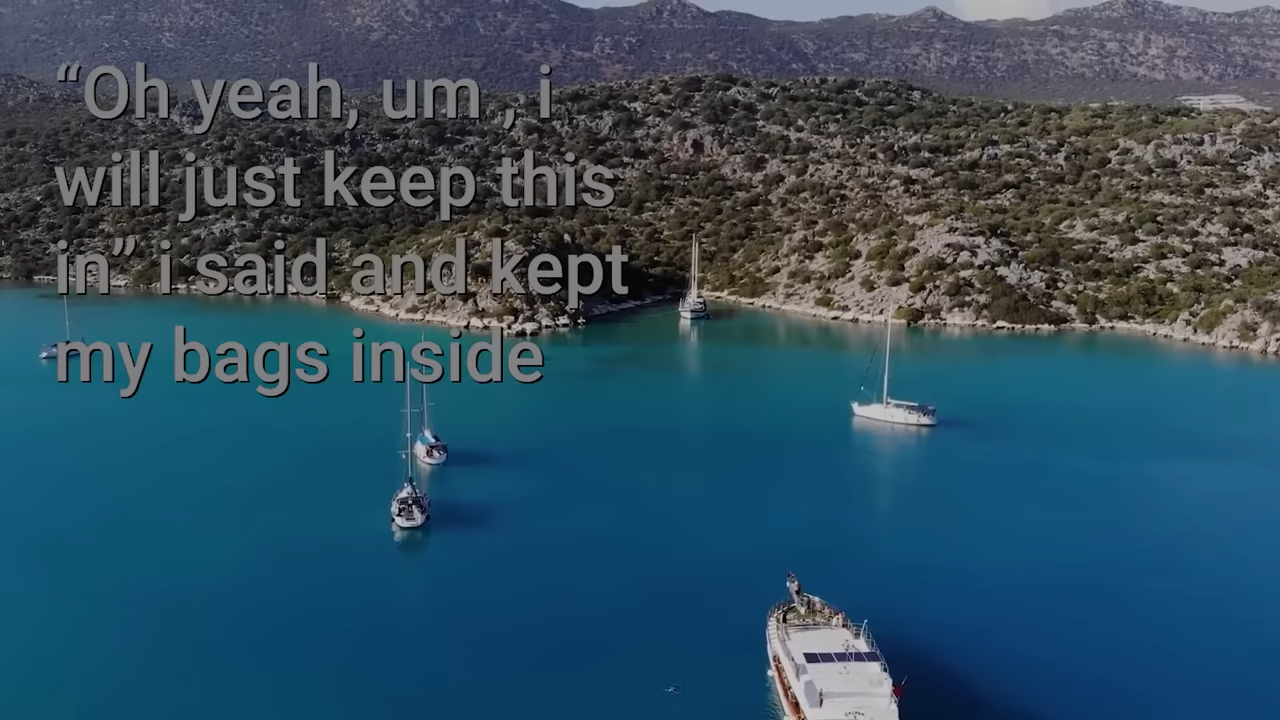 “Oh yeah, um , i
will just keep this
in” i said and kept
my bags inside